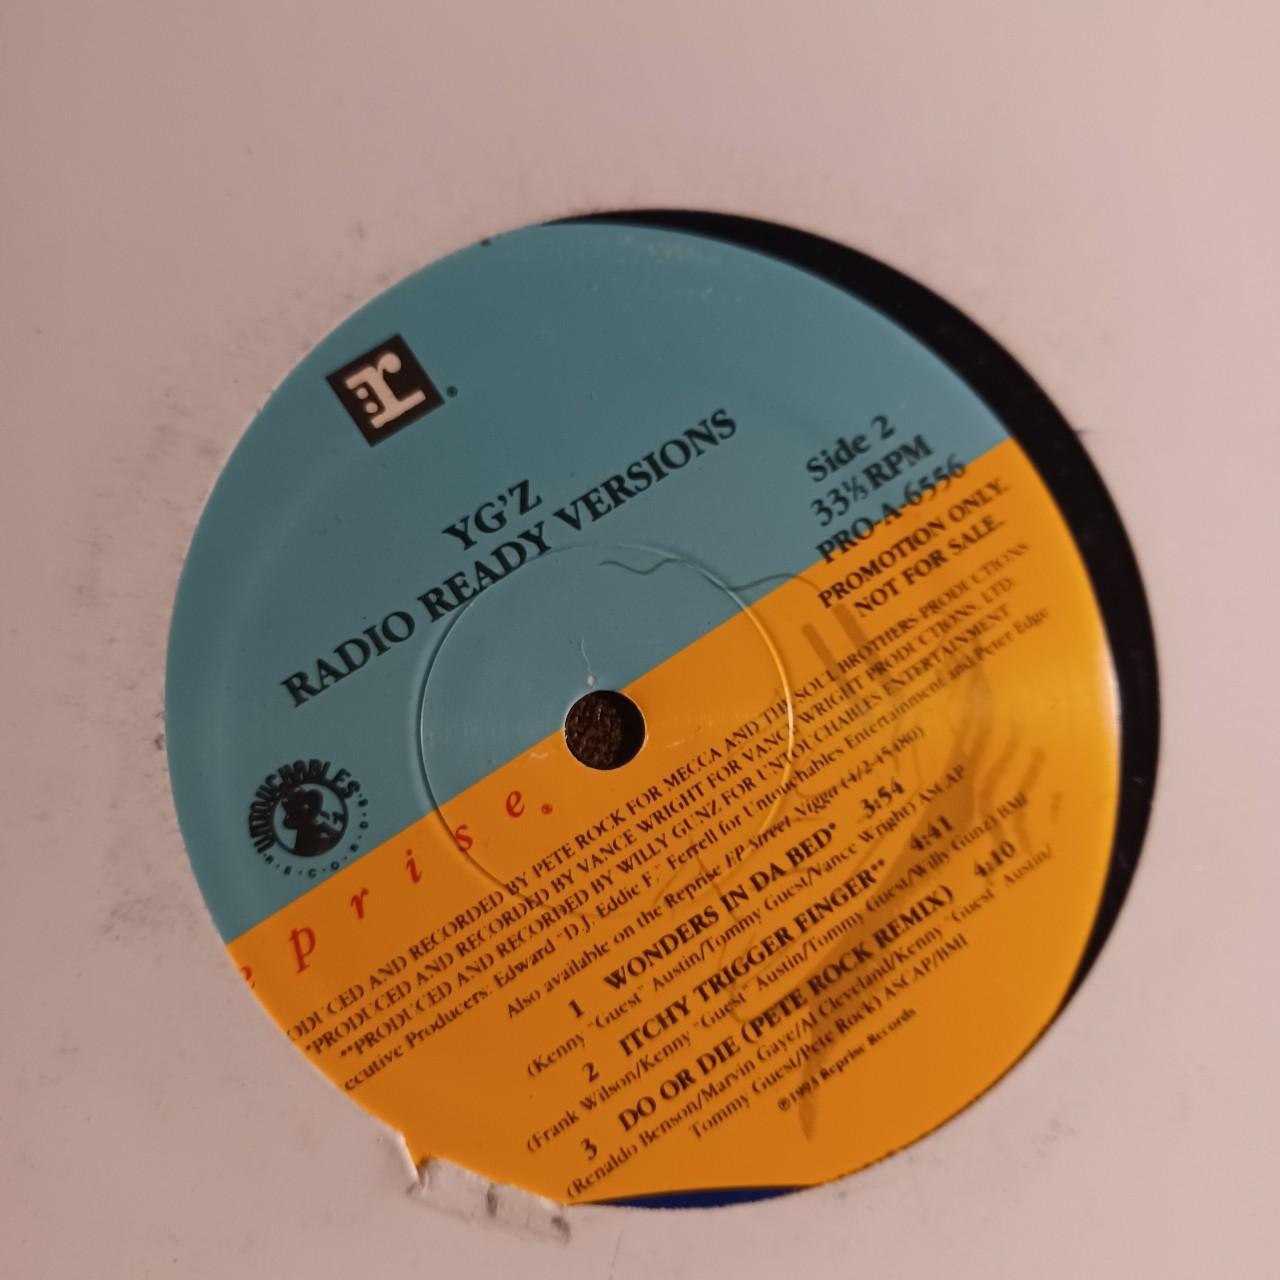 r:®
YG'Z
RADIO READY VERSIONS
Side 2
33⅓ RPM
PRO-A-6556
PROMOTION ONLY.
NOT FOR SALE.
UNTOUCHABLES
R·E·C·O·R·D·S
e p r i s e®
ODUCED AND RECORDED BY PETE ROCK FOR MECCA AND THE SOUL BROTHERS PRODUCTIONS
*PRODUCED AND RECORDED BY VANCE WRIGHT FOR VANCE WRIGHT PRODUCTIONS, LTD.
**PRODUCED AND RECORDED BY WILLY GUNZ FOR UNTOUCHABLES ENTERTAINMENT
ecutive Producers: Edward "D.J. Eddie F." Ferrell for Untouchables Entertainment and Peter Edge
Also available on the Reprise EP Street Nigga (4/2-45480)
1 WONDERS IN DA BED* 3:54
(Kenny "Guest" Austin/Tommy Guest/Vance Wright) ASCAP
2 ITCHY TRIGGER FINGER** 4:41
(Frank Wilson/Kenny "Guest" Austin/Tommy Guest/Willy Gunz) BMI
3 DO OR DIE (PETE ROCK REMIX) 4:10
(Renaldo Benson/Marvin Gaye/Al Cleveland/Kenny "Guest" Austin/
Tommy Guest/Pete Rock) ASCAP/BMI
℗1993 Reprise Records